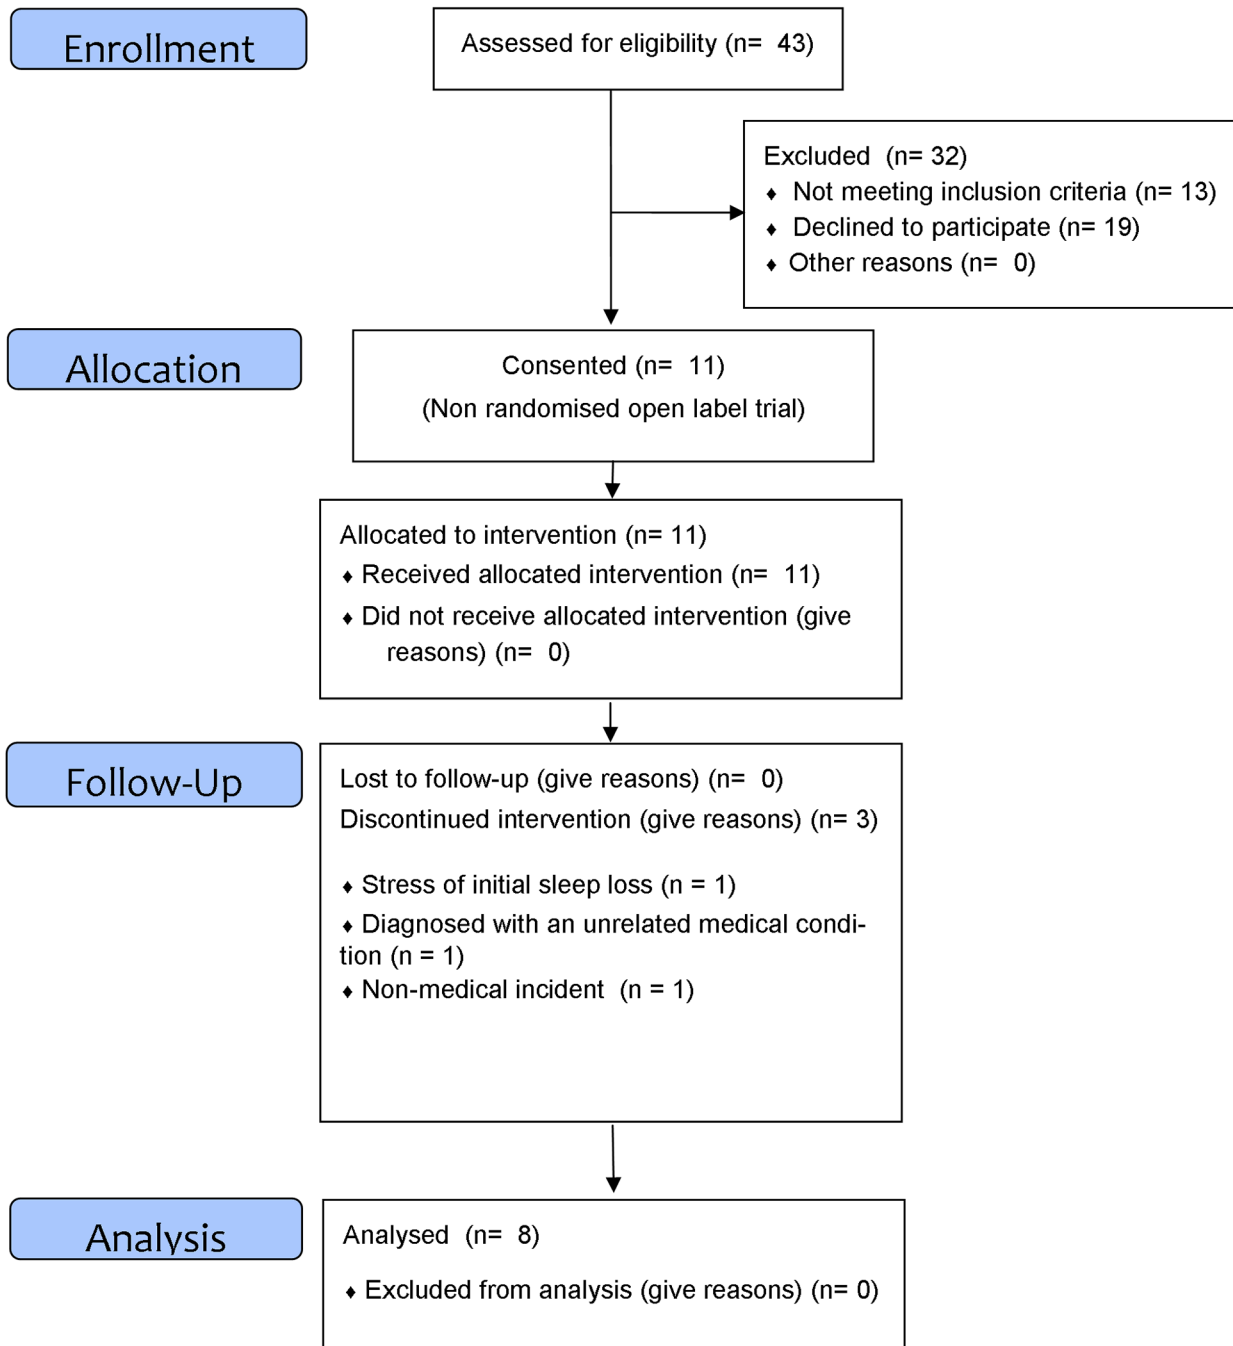 Enrollment
Assessed for eligibility (n=  43)
Excluded  (n= 32)
♦ Not meeting inclusion criteria (n= 13)
♦ Declined to participate (n= 19)
♦ Other reasons (n=  0)
Allocation
Consented (n=  11)
(Non randomised open label trial)
Allocated to intervention (n= 11)
♦ Received allocated intervention (n=  11)
♦ Did not receive allocated intervention (give
reasons) (n=  0)
Follow-Up
Lost to follow-up (give reasons) (n=  0)
Discontinued intervention (give reasons) (n= 3)
♦ Stress of initial sleep loss (n = 1)
♦ Diagnosed with an unrelated medical condi-
tion (n = 1)
♦ Non-medical incident  (n = 1)
Analysis
Analysed  (n=  8)
♦ Excluded from analysis (give reasons) (n= 0)